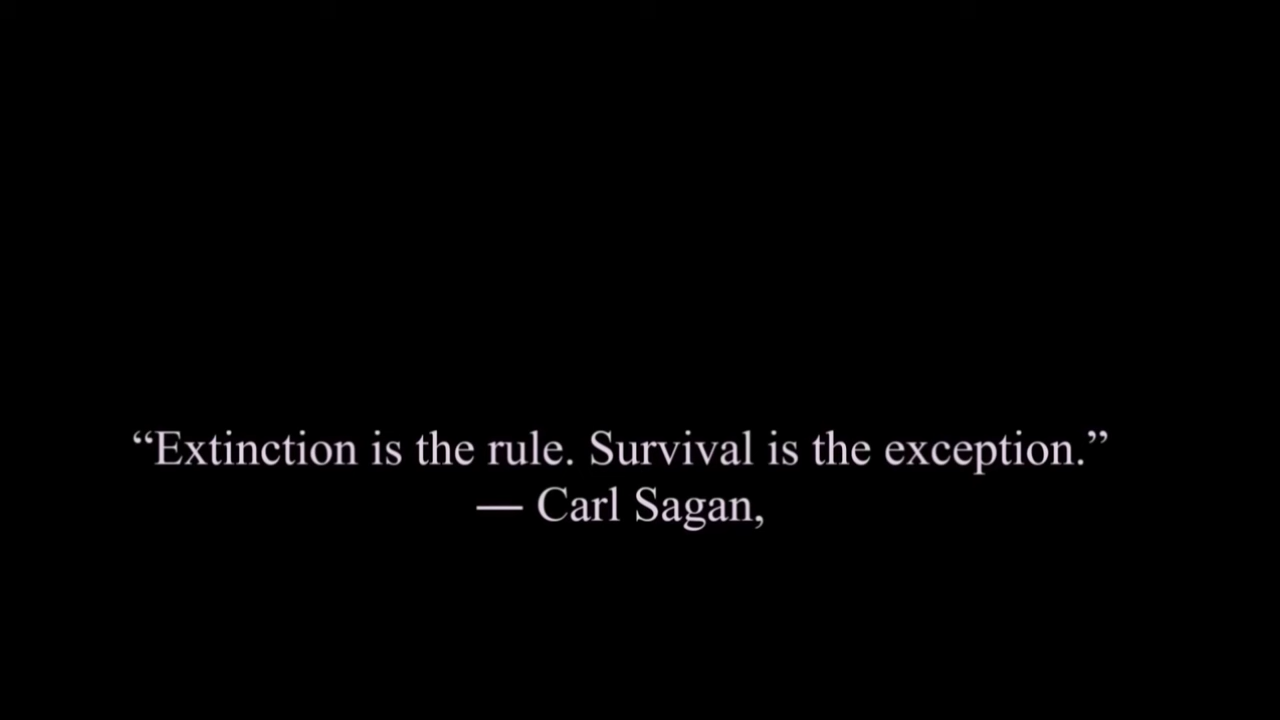 “Extinction is the rule. Survival is the exception.”
― Carl Sagan,